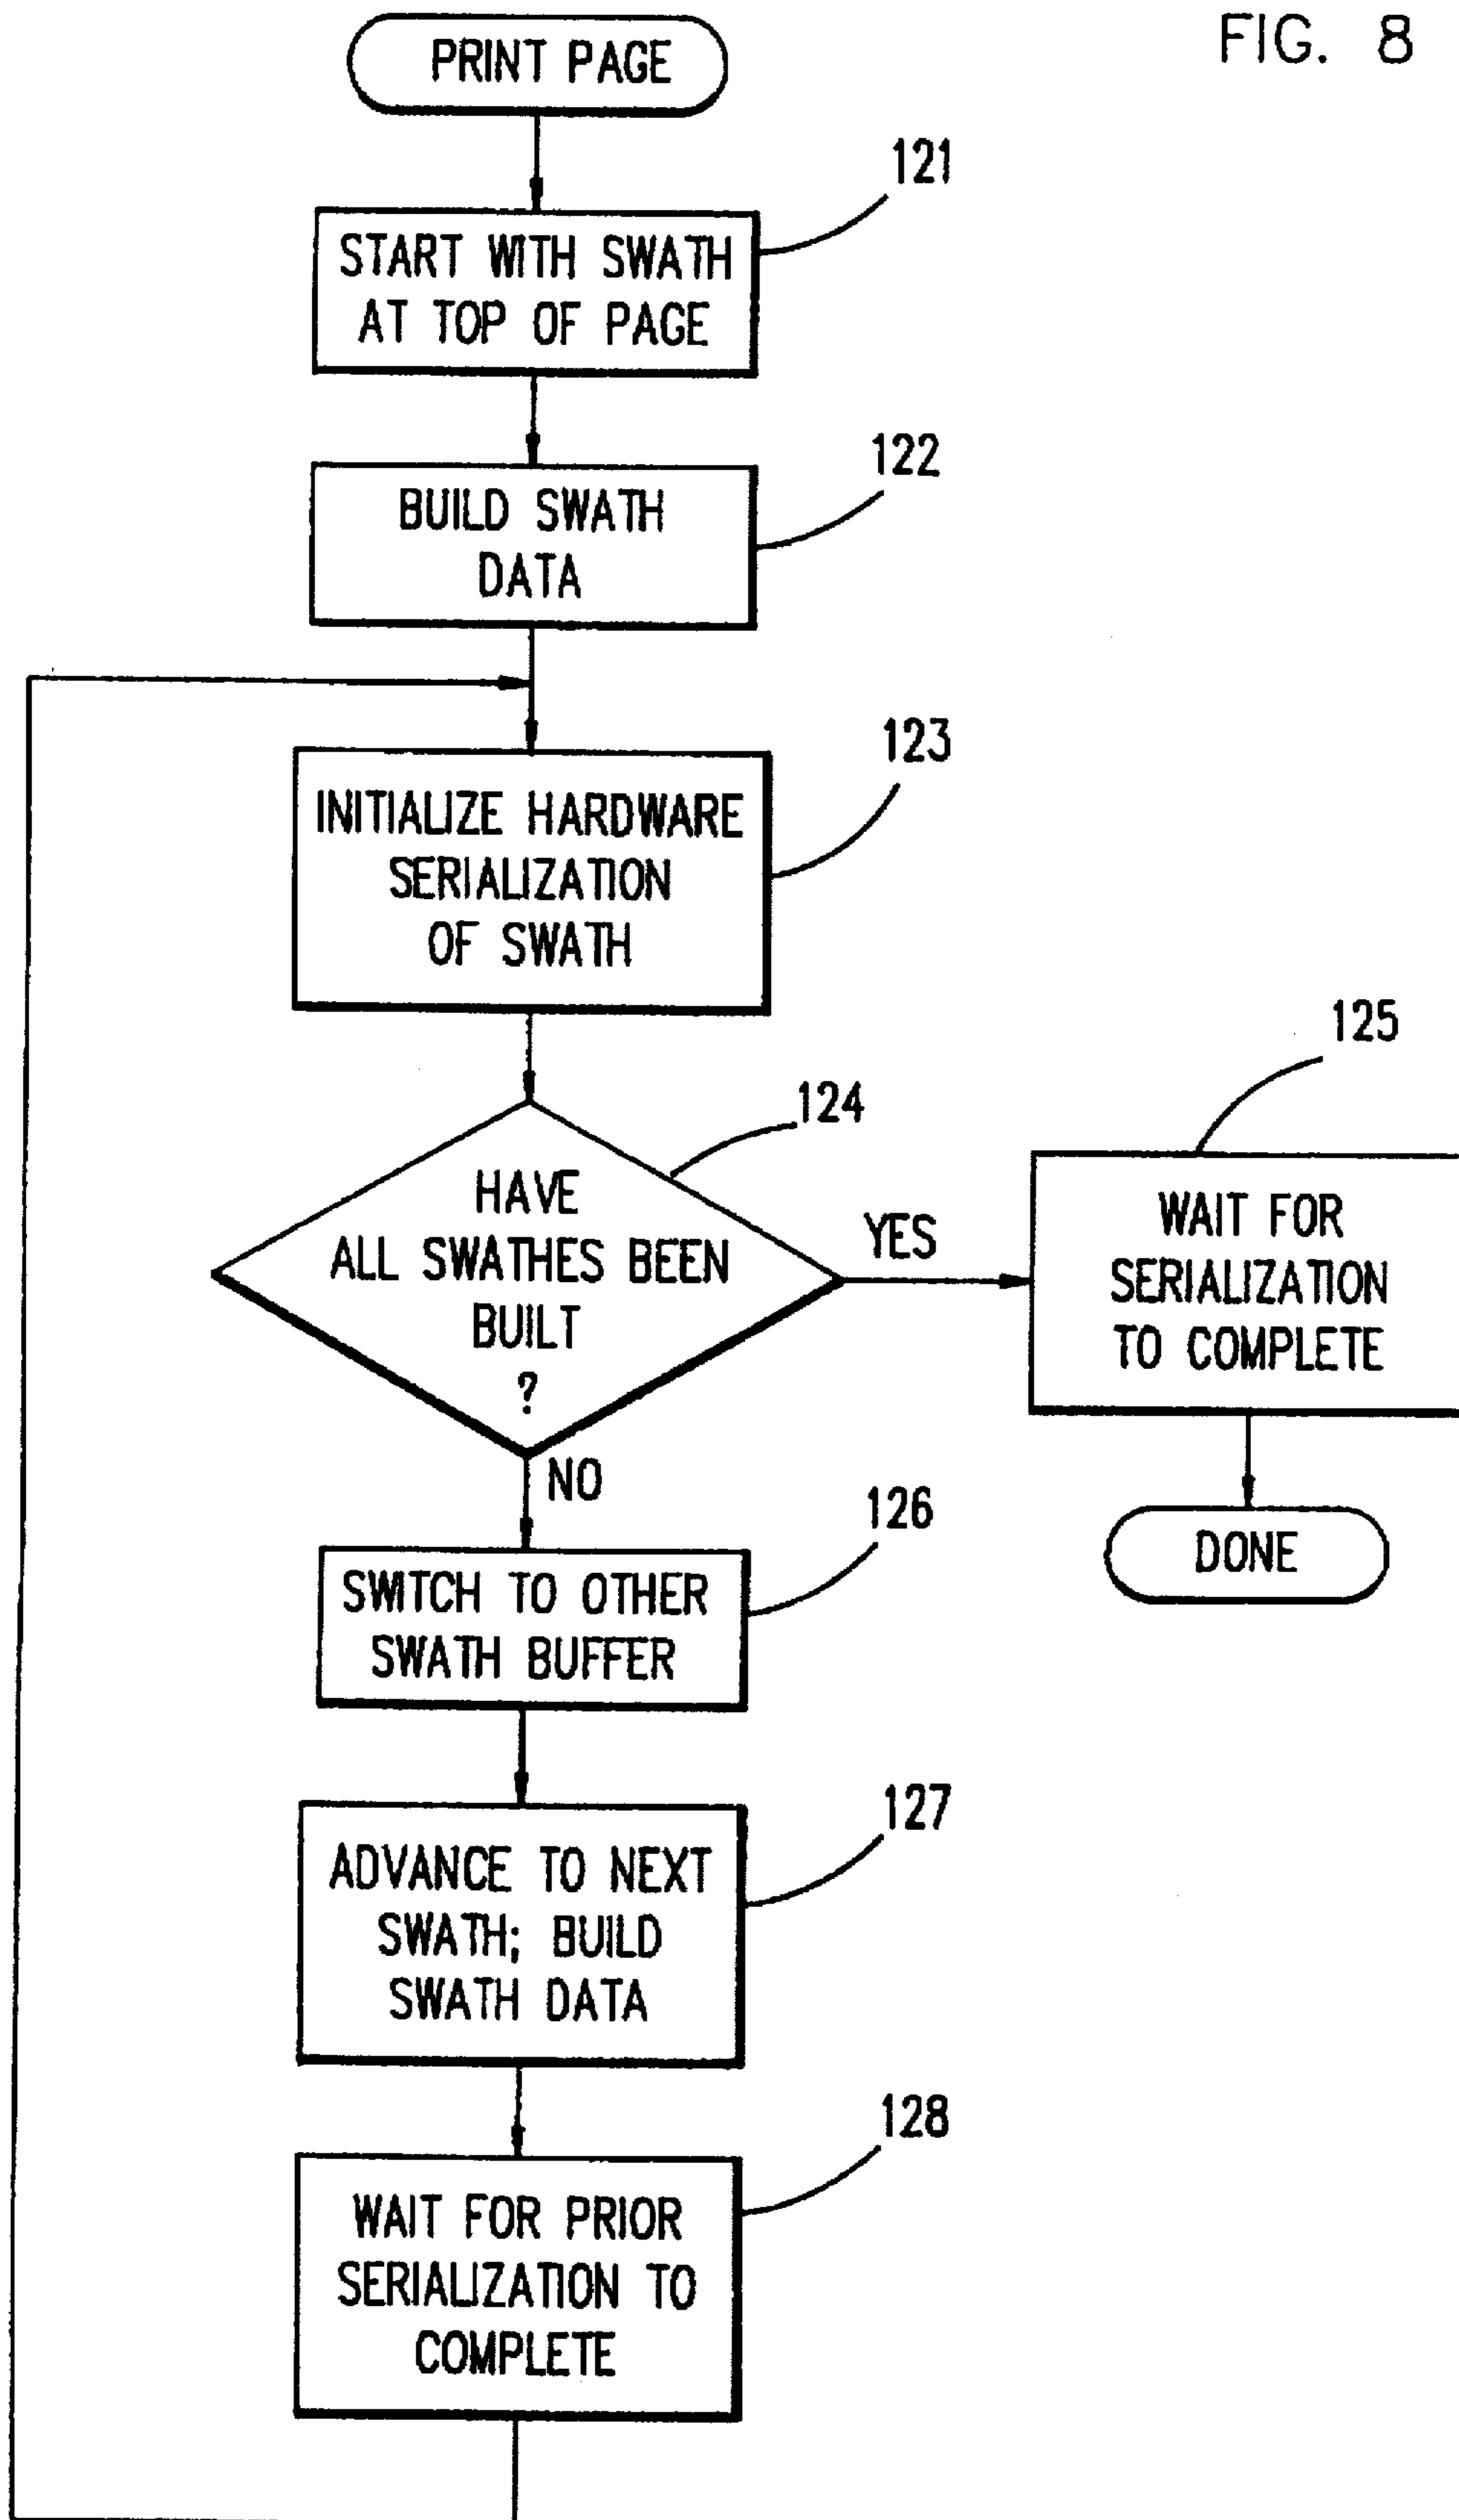 FIG. 8
PRINT PAGE
121
START WITH SWATH
AT TOP OF PAGE
122
BUILD SWATH
DATA
123
INITIALIZE HARDWARE
SERIALIZATION
OF SWATH
124
HAVE
ALL SWATHES BEEN
BUILT
?
YES
125
WAIT FOR
SERIALIZATION
TO COMPLETE
DONE
NO
126
SWITCH TO OTHER
SWATH BUFFER
127
ADVANCE TO NEXT
SWATH; BUILD
SWATH DATA
128
WAIT FOR PRIOR
SERIALIZATION TO
COMPLETE